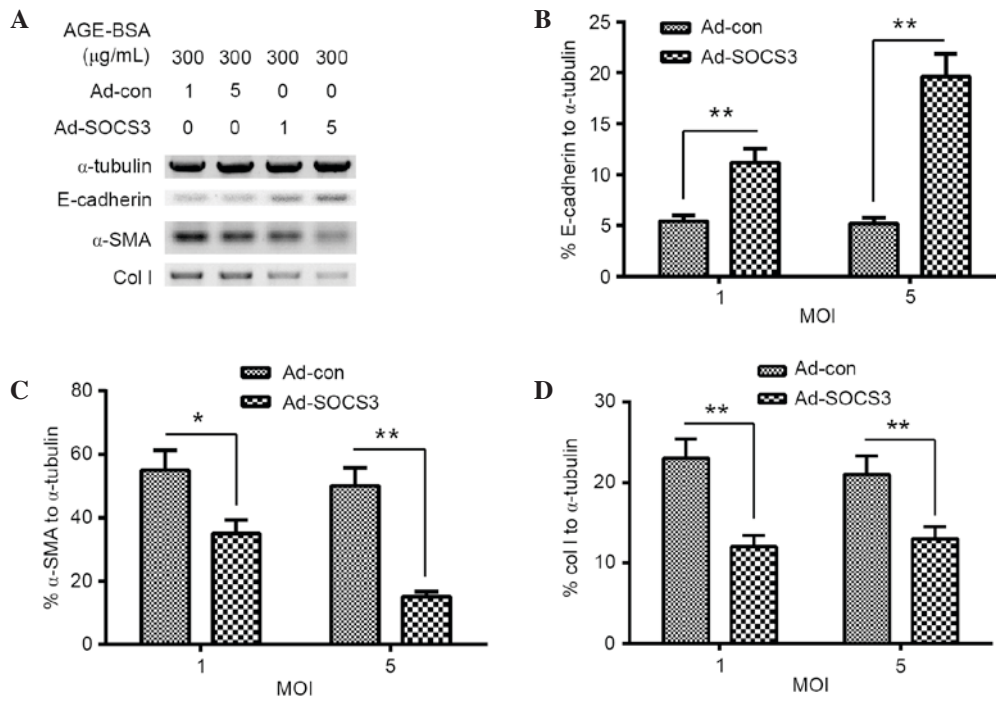 A
AGE-BSA
(μg/mL) 300 300 300 300
Ad-con 1 5 0 0
Ad-SOCS3 0 0 1 5
α-tubulin
E-cadherin
α-SMA
Col I
B
Ad-con
Ad-SOCS3
% E-cadherin to α-tubulin
25
20
15
10
5
0
**
**
1 5
MOI
C
Ad-con
Ad-SOCS3
% α-SMA to α-tubulin
80
60
40
20
0
*
**
1 5
MOI
D
Ad-con
Ad-SOCS3
% col I to α-tubulin
30
20
10
0
**
**
1 5
MOI